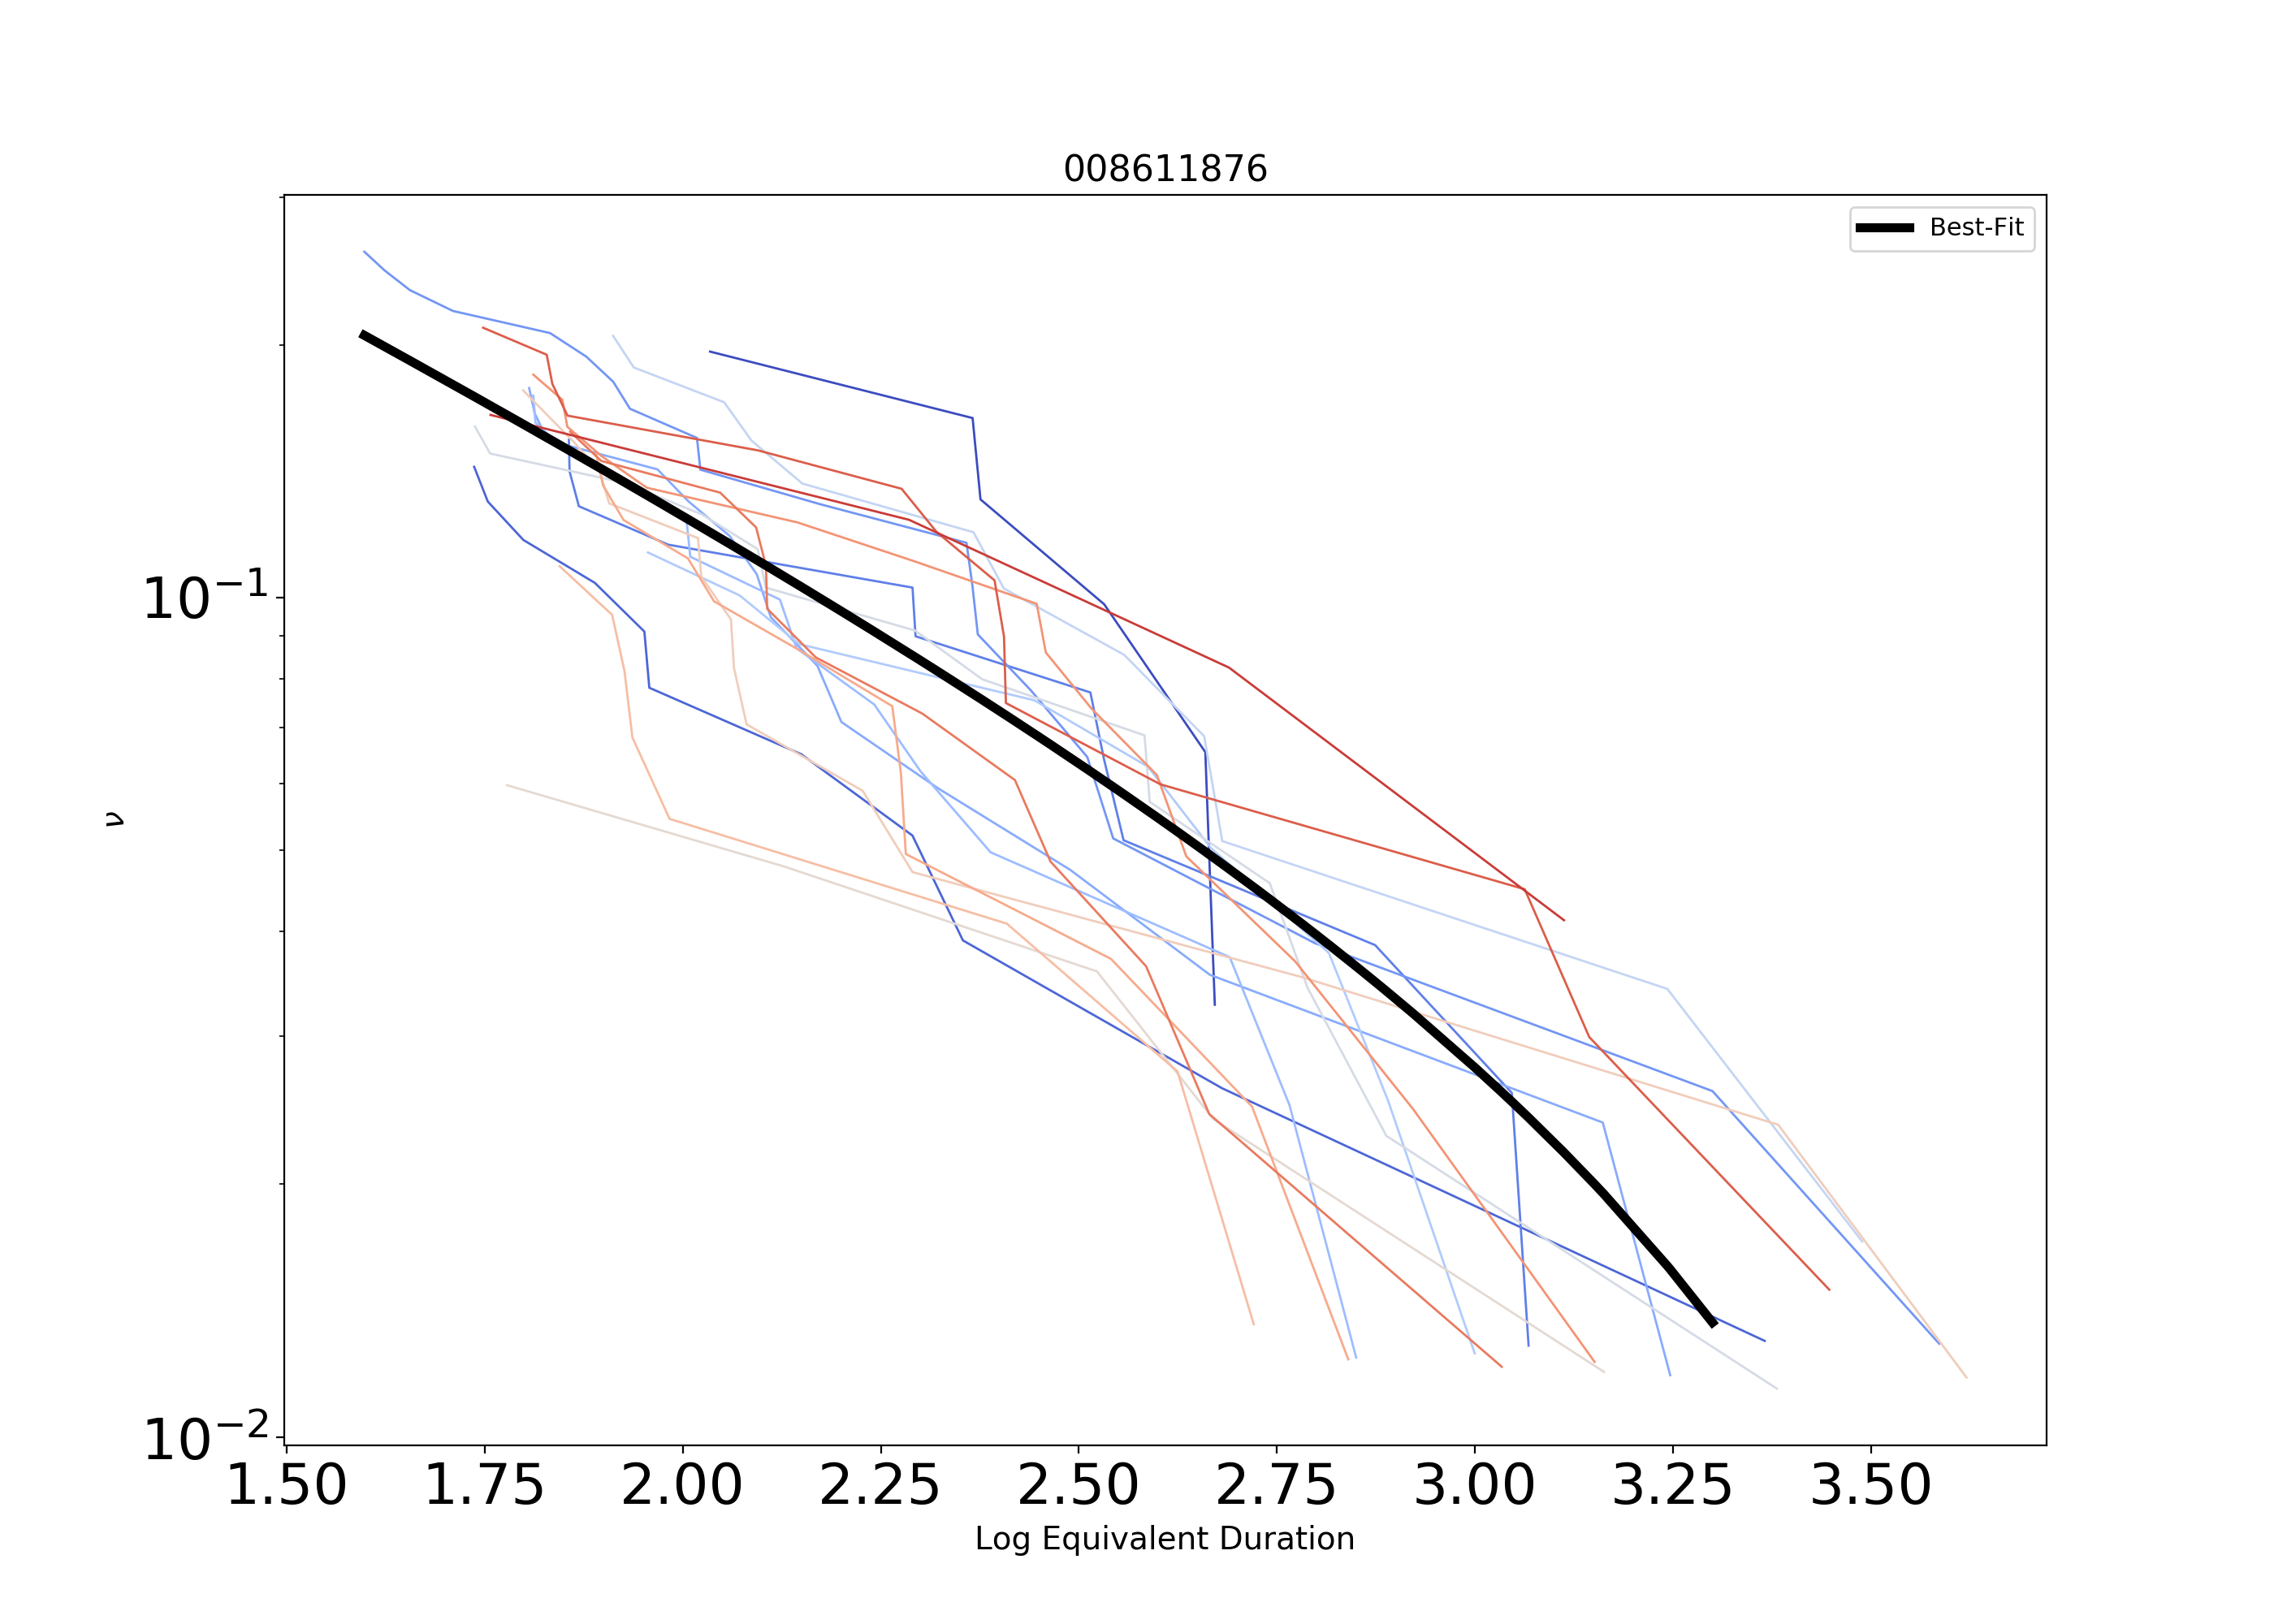 008611876
Best-Fit
ν
10⁻¹
10⁻²
1.50 1.75 2.00 2.25 2.50 2.75 3.00 3.25 3.50
Log Equivalent Duration